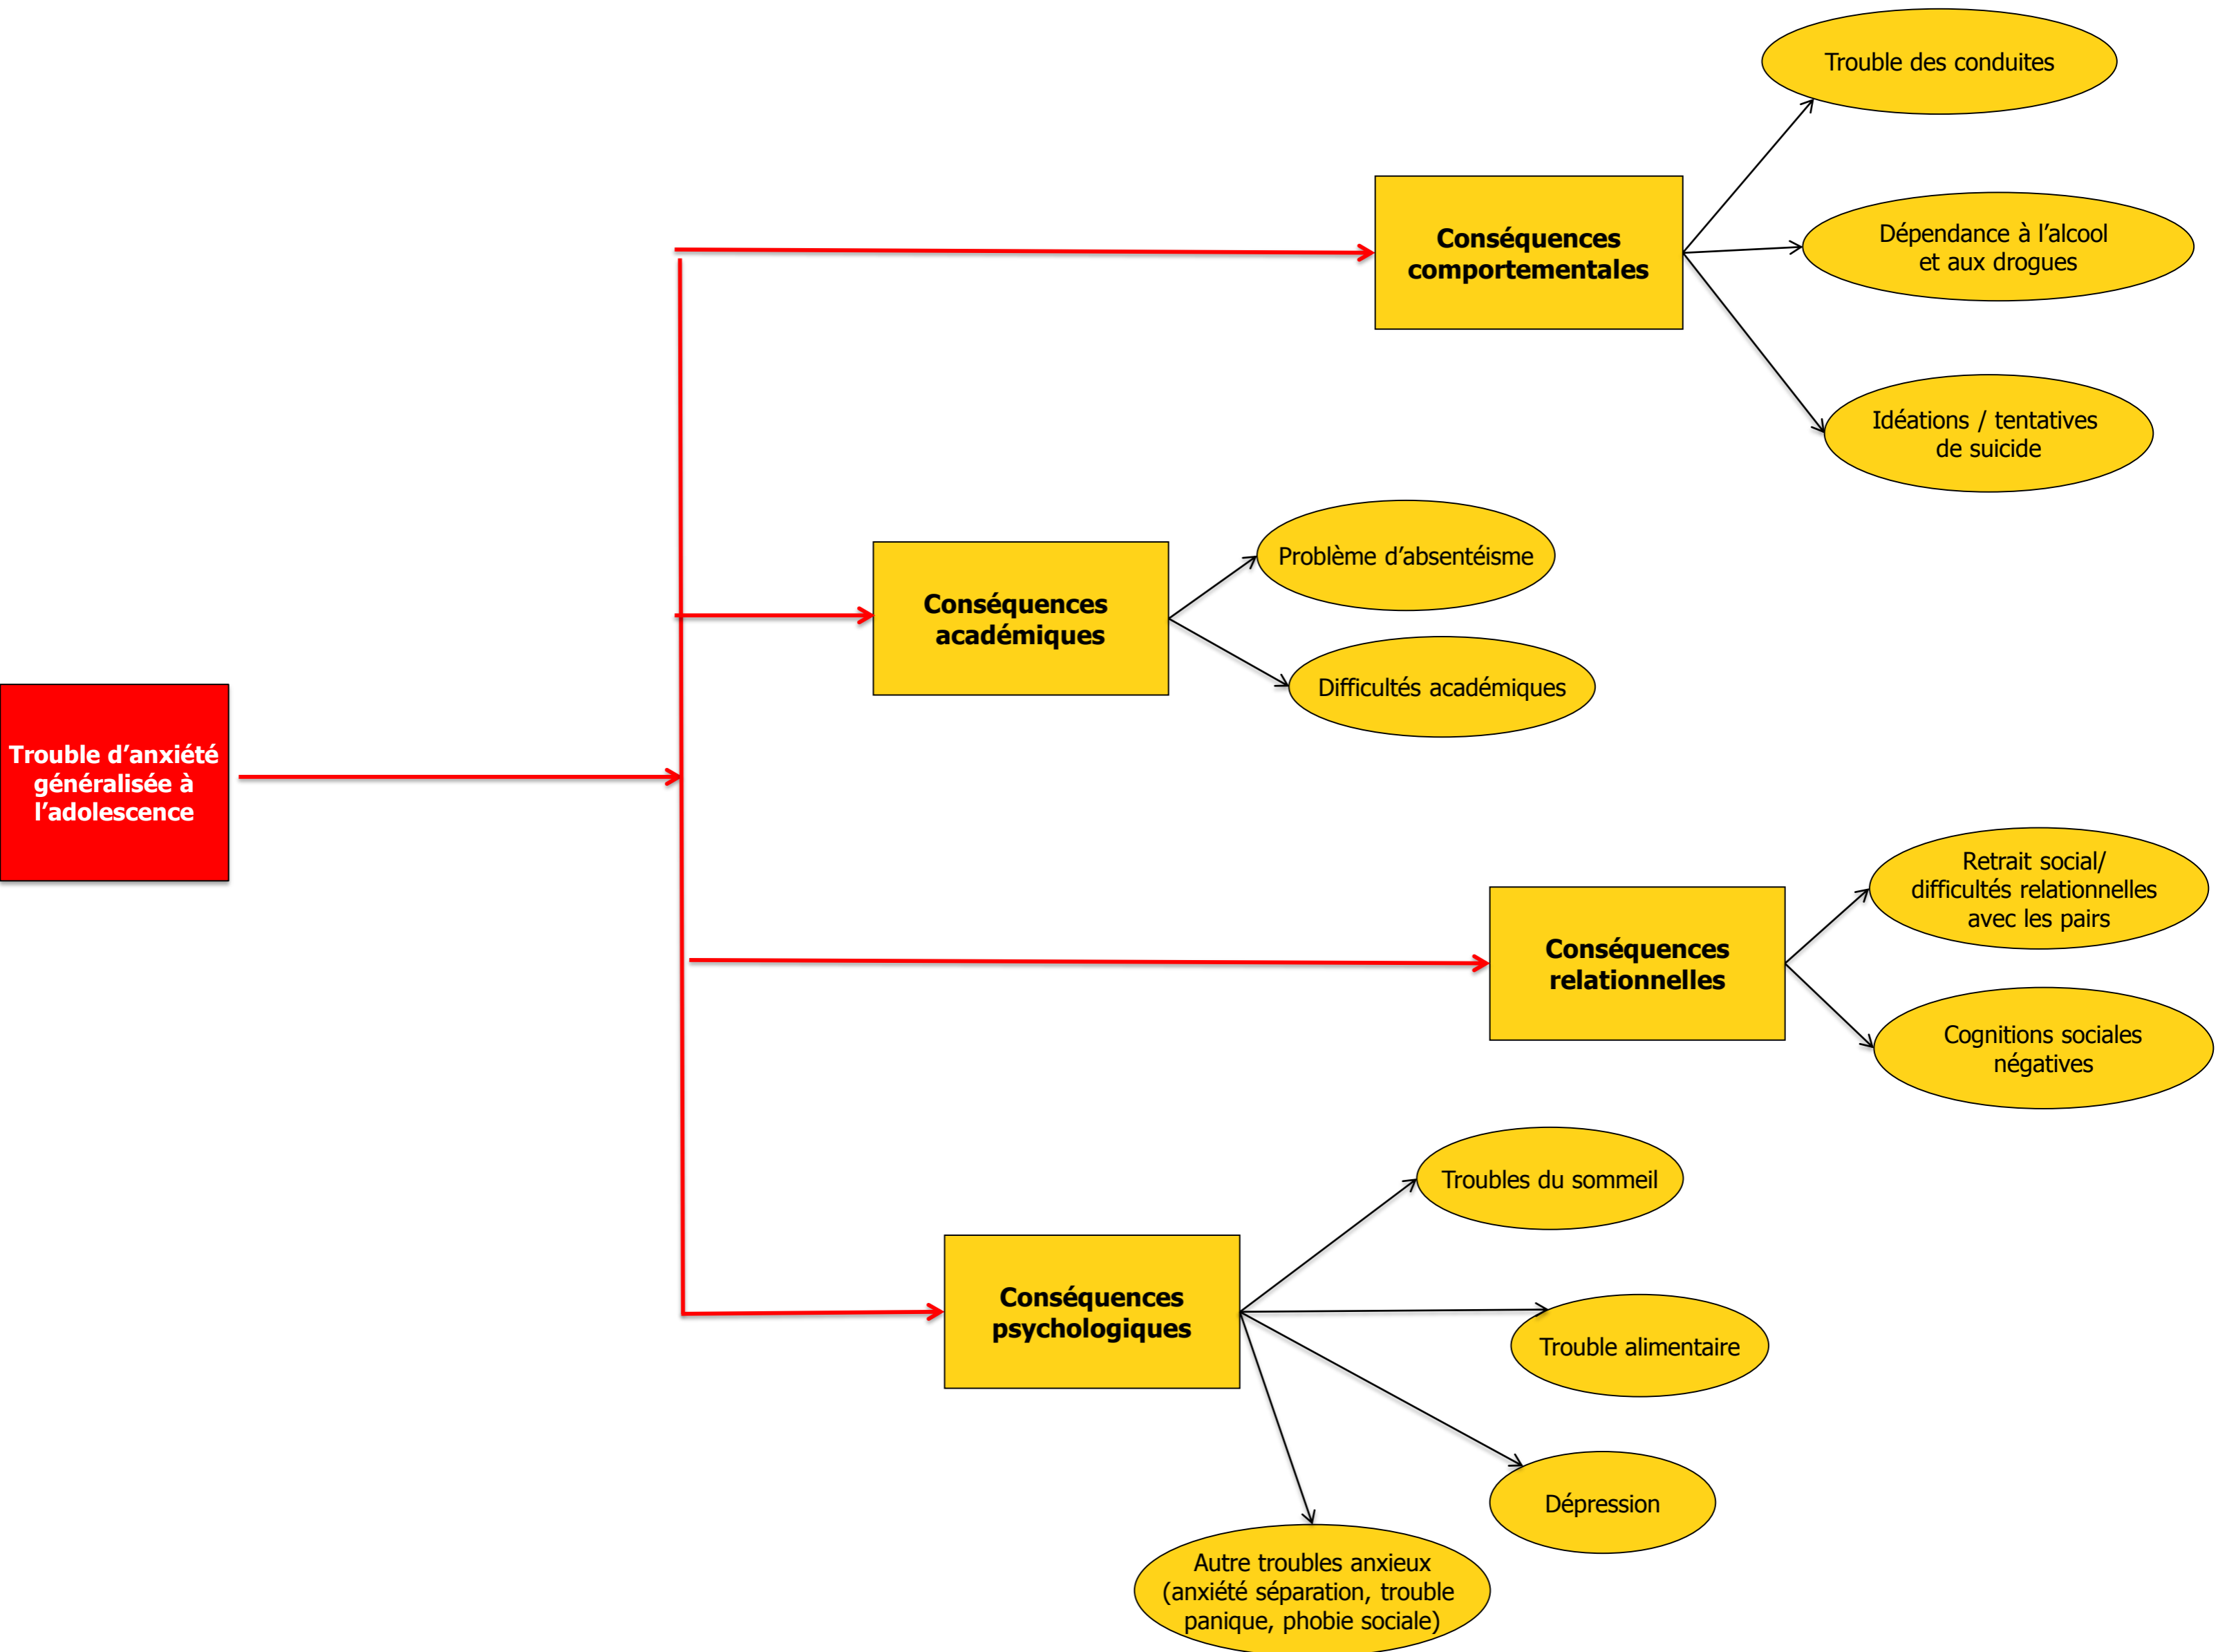 Trouble des conduites
Conséquences
comportementales
Dépendance à l’alcool
et aux drogues
Idéations / tentatives
de suicide
Problème d’absentéisme
Conséquences
académiques
Difficultés académiques
Trouble d’anxiété
généralisée à
l’adolescence
Retrait social/
difficultés relationnelles
avec les pairs
Conséquences
relationnelles
Cognitions sociales
négatives
Troubles du sommeil
Conséquences
psychologiques
Trouble alimentaire
Dépression
Autre troubles anxieux
(anxiété séparation, trouble
panique, phobie sociale)